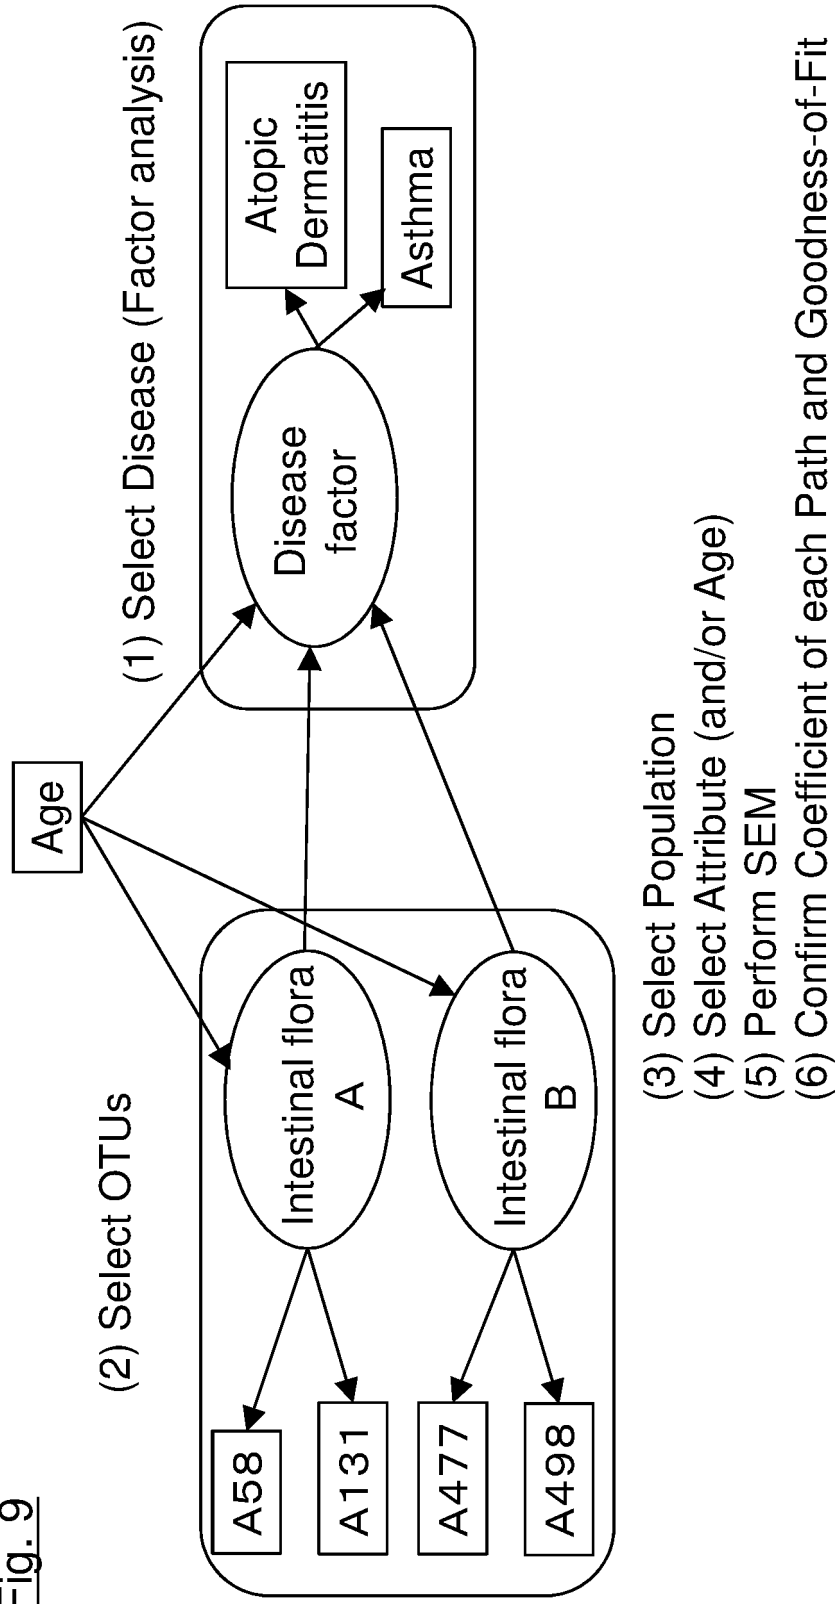 Fig. 9
Age
(1) Select Disease (Factor analysis)
(2) Select OTUs
A58
A131
A477
A498
Intestinal flora
A
Intestinal flora
B
Disease
factor
Atopic
Dermatitis
Asthma
(3) Select Population
(4) Select Attribute (and/or Age)
(5) Perform SEM
(6) Confirm Coefficient of each Path and Goodness-of-Fit